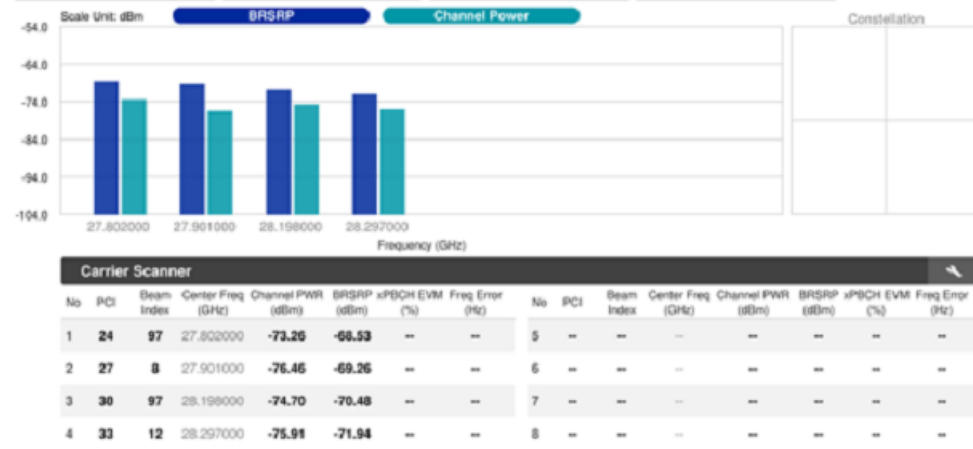 Scale Unit: dBm BRSRP Channel Power Constellation
-54.0
-64.0
-74.0
-84.0
-94.0
-104.0
27.802000 27.901000 28.198000 28.297000
Frequency (GHz)
Carrier Scanner
No PCI Beam Index Center Freq (GHz) Channel PWR (dBm) BRSRP (dBm) xPBCH EVM (%) Freq Error (Hz) No PCI Beam Index Center Freq (GHz) Channel PWR (dBm) BRSRP (dBm) xPBCH EVM (%) Freq Error (Hz)
1 24 97 27.802000 -73.26 -68.53 -- -- 5 -- -- -- -- -- -- --
2 27 8 27.901000 -76.46 -69.26 -- -- 6 -- -- -- -- -- -- --
3 30 97 28.198000 -74.70 -70.48 -- -- 7 -- -- -- -- -- -- --
4 33 12 28.297000 -75.91 -71.94 -- -- 8 -- -- -- -- -- -- --